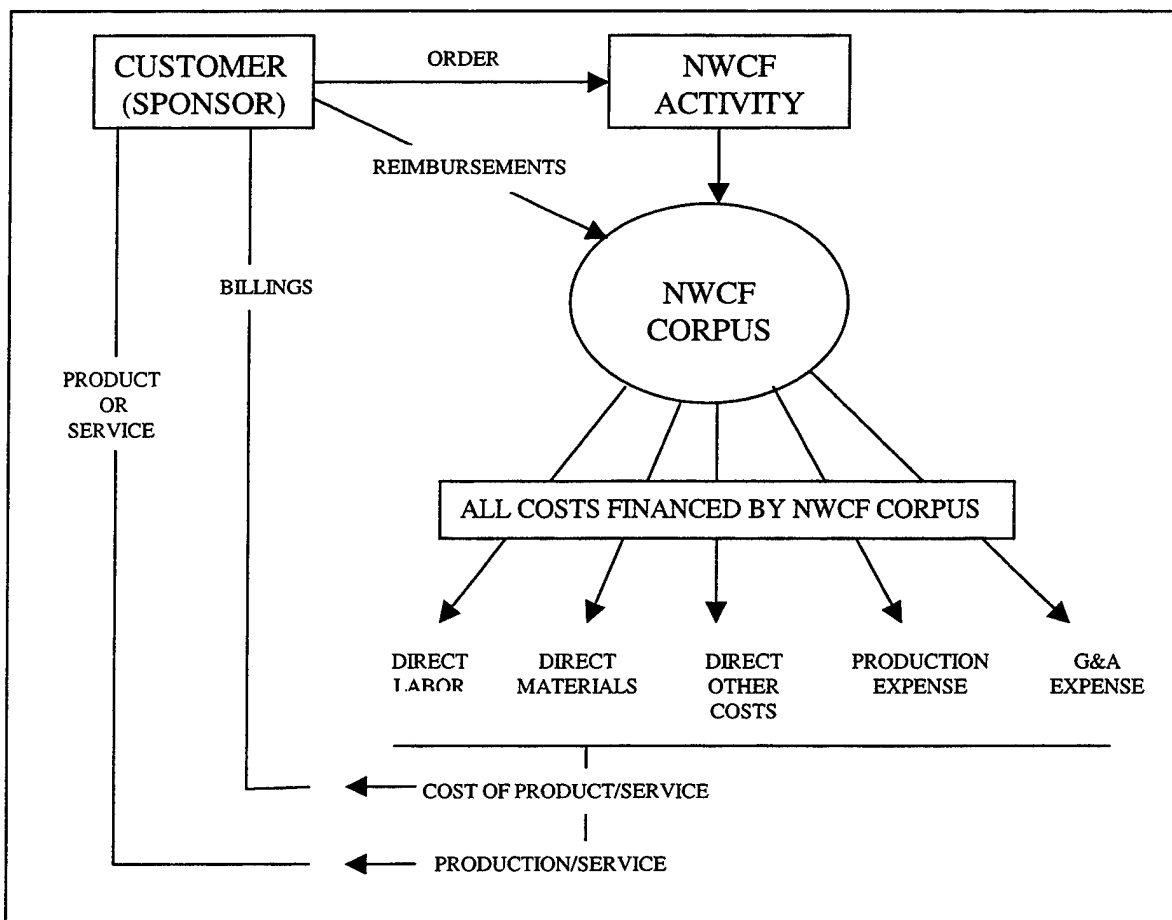 CUSTOMER
(SPONSOR)
ORDER
NWCF
ACTIVITY
REIMBURSEMENTS
NWCF
CORPUS
BILLINGS
PRODUCT
OR
SERVICE
ALL COSTS FINANCED BY NWCF CORPUS
DIRECT
LABOR
DIRECT
MATERIALS
DIRECT
OTHER
COSTS
PRODUCTION
EXPENSE
G&A
EXPENSE
COST OF PRODUCT/SERVICE
PRODUCTION/SERVICE